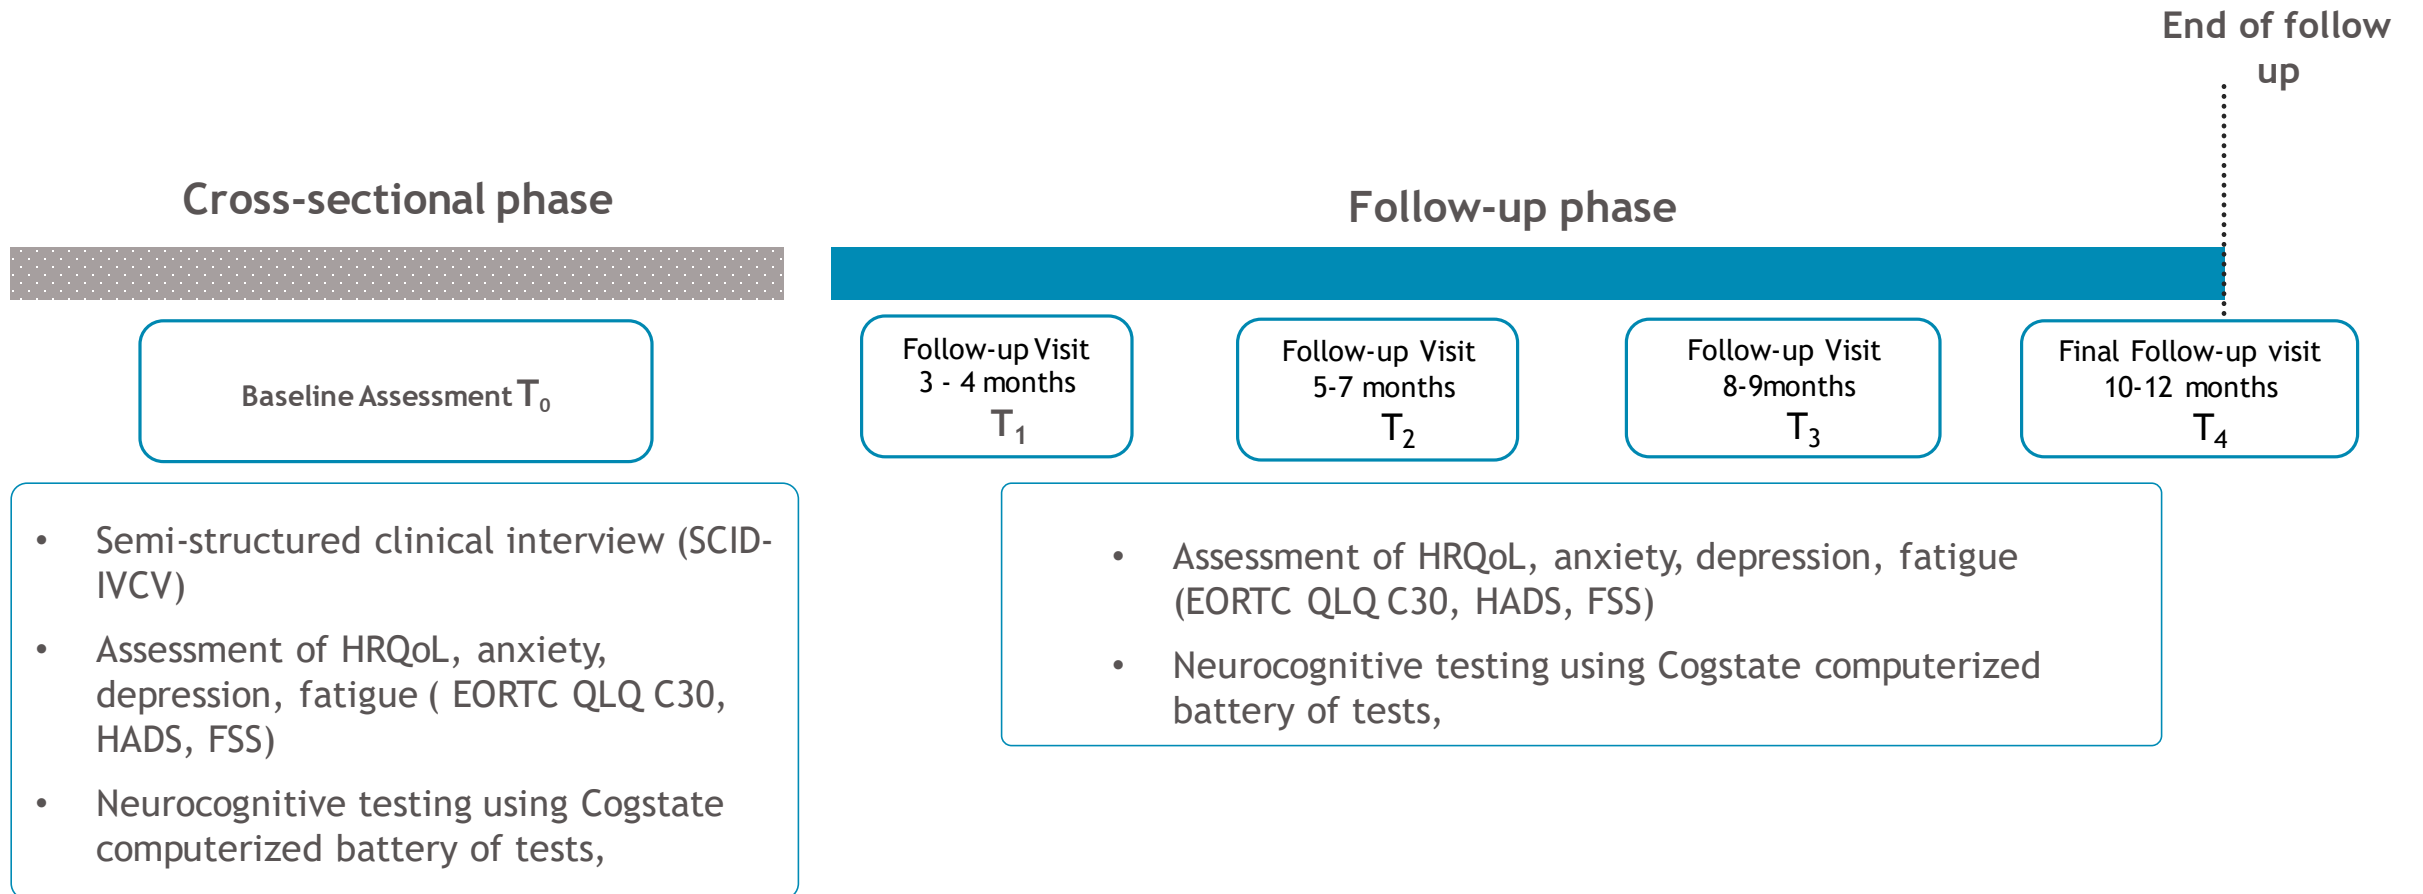 End of follow
up
Cross-sectional phase
Follow-up phase
Baseline Assessment T0
Follow-up Visit
3 - 4 months
T1
Follow-up Visit
5-7 months
T2
Follow-up Visit
8-9months
T3
Final Follow-up visit
10-12 months
T4
• Semi-structured clinical interview (SCID-
IVCV)
• Assessment of HRQoL, anxiety,
depression, fatigue ( EORTC QLQ C30,
HADS, FSS)
• Neurocognitive testing using Cogstate
computerized battery of tests,
• Assessment of HRQoL, anxiety, depression, fatigue
(EORTC QLQ C30, HADS, FSS)
• Neurocognitive testing using Cogstate computerized
battery of tests,